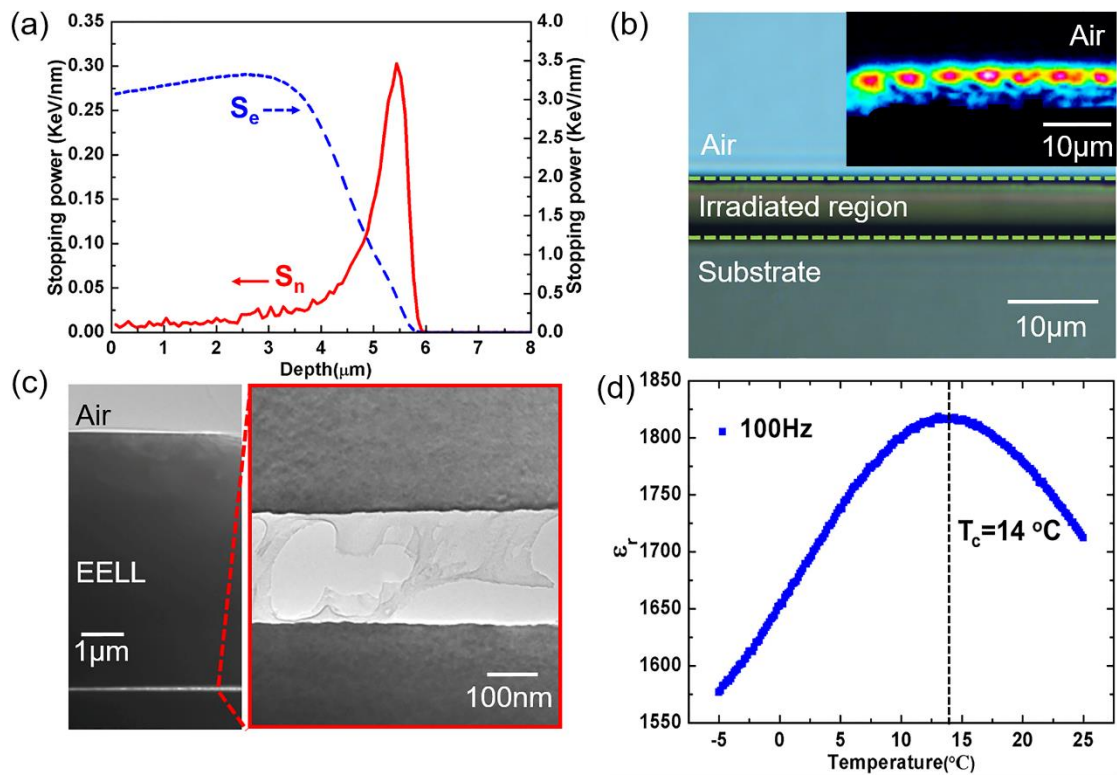 (a)
0.35
0.30
0.25
0.20
0.15
0.10
0.05
0.00
Stopping power (KeV/nm)
4.0
3.5
3.0
2.5
2.0
1.5
1.0
0.5
0.0
Stopping power (KeV/nm)
Se
Sn
0 1 2 3 4 5 6 7 8
Depth(μm)
(b)
Air
10μm
Air
Irradiated region
Substrate
10μm
(c)
Air
EELL
1μm
100nm
(d)
1850
1800
1750
1700
1650
1600
1550
εr
100Hz
Tc=14 °C
-5 0 5 10 15 20 25
Temperature(°C)